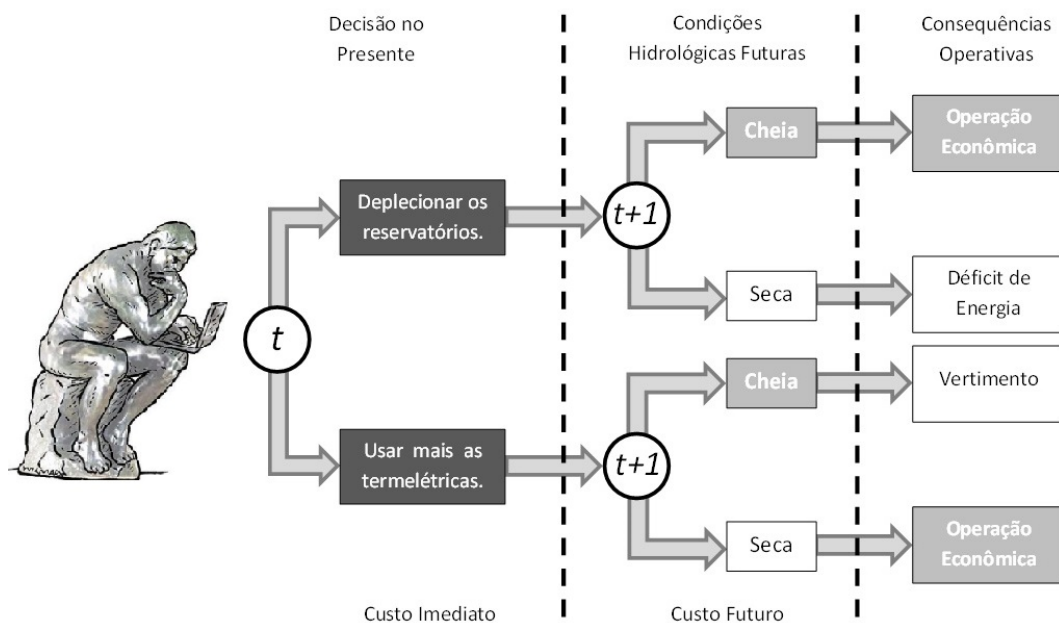 Decisão no
Presente
Condições
Hidrológicas Futuras
Consequências
Operativas
Deplecionar os
reservatórios.
t
t+1
Cheia
Operação
Econômica
Seca
Déficit de
Energia
Usar mais as
termelétricas.
t+1
Cheia
Vertimento
Seca
Operação
Econômica
Custo Imediato
Custo Futuro